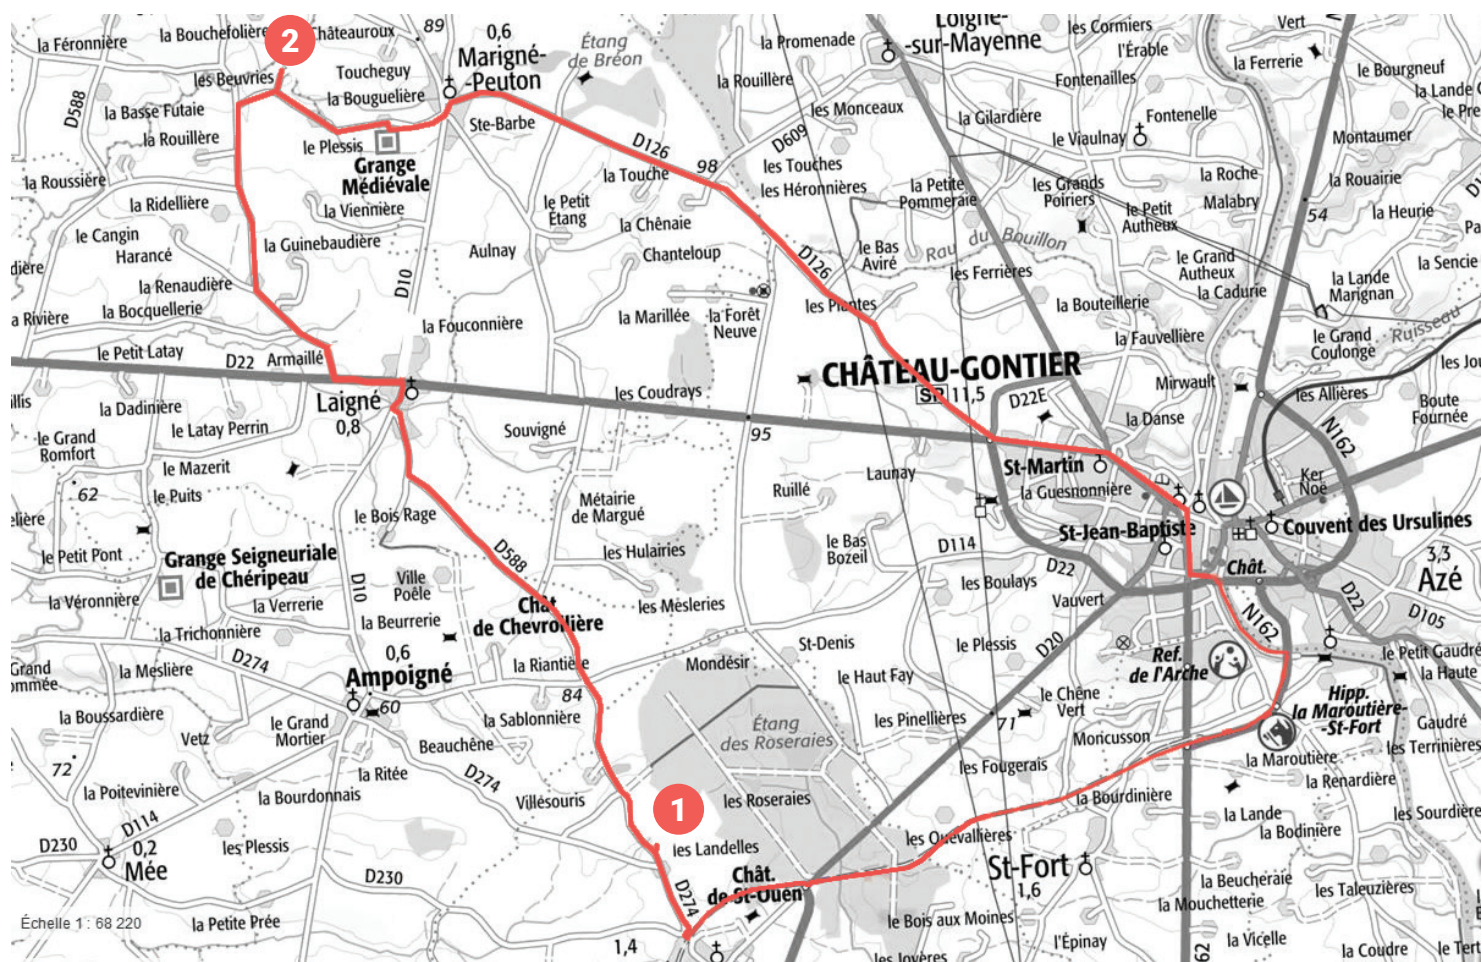 la Féronnière
la Bouchefolière
2
Châteauroux
89
0,6
Marigné-
-Peuton
Étang
de Bréon
la Promenade
Loigné-
-sur-Mayenne
les Cormiers
l'Érable
Vert
la Ferrerie
le Bourgneuf
les Beuvries
Toucheguy
la Bouguelière
la Rouillère
Fontenailles
la Basse Futaie
D588
la Rouillère
le Plessis
Ste-Barbe
les Monceaux
la Gilardière
Fontenelle
le Viaulnay
Montaumer
Grange
Médiévale
D126
98
D609
les Touches
la Touche
les Héronnières
la Petite
Pommeraie
les Grands
Poiriers
la Roche
Malabry
la Rouairie
la Roussière
la Ridellière
la Viennière
le Petit
Étang
la Chênaie
le Petit
Autheux
54
la Heurie
le Cangin
Harancé
la Guinebaudière
Aulnay
Chanteloup
D126
le Bas
Aviré
Rau du Bouillon
les Ferrières
le Grand
Autheux
la Cadurie
la Sencie
la Lande
Marignan
la Renaudière
D10
la Bocquellerie
les Plantes
la Bouteillerie
a Rivière
la Fouconnière
la Marillée
la Forêt
Neuve
la Fauvellière
le Grand
Coulonge
Ruisseau
le Petit Latay
D22
Armaillé
CHÂTEAU-GONTIER
SP 11,5
D22E
Mirwault
les Allières
la Dadinière
Laigné
0,8
les Coudrays
la Danse
Boute
Fournée
le Latay Perrin
Souvigné
95
N162
le Grand
Romfort
le Mazerit
62
le Puits
Launay
St-Martin
la Guesnonnière
Ker
Noé
Ruillé
Métairie
de Margué
le Bois Rage
St-Jean-Baptiste
Couvent des Ursulines
le Petit Pont
Grange Seigneuriale
de Chéripeau
D588
les Hulairies
le Bas
Bozeil
D114
D22
Chât.
3,3
Azé
la Véronnière
la Verrerie
D10
Ville
Poêle
les Mesleries
les Boulays
Vauvert
D22
D105
la Trichonnière
la Beurrerie
Chât.
de Chevrollière
N162
D274
0,6
Ampoigné
60
la Riantière
84
Mondésir
St-Denis
le Plessis
D20
Ref.
de l'Arche
le Petit Gaudré
la Haute
la Meslière
le Haut Fay
le Chêne
Vert
Hipp.
la Maroutière-
-St-Fort
la Boussardière
Vetz
le Grand
Mortier
la Sablonnière
Étang
des Roseraies
les Pinellières
71
Moricusson
Gaudré
les Terrinières
72
Beauchêne
D274
la Ritée
les Fougerais
la Maroutière
la Renardière
la Poitevinière
la Bourdonnais
Villésouris
1
les Roseraies
la Bourdinière
la Lande
la Bodinière
D114
D230
0,2
Mée
les Plessis
les Landelles
les Quevallières
St-Fort
1,6
D230
D274
Chât.
de St-Ouen
la Beucheraie
les Taleuzières
la Mouchetterie
Échelle 1 : 68 220
la Petite Prée
le Bois aux Moines
1,4
l'Épinay
la Vicelle
la Coudre